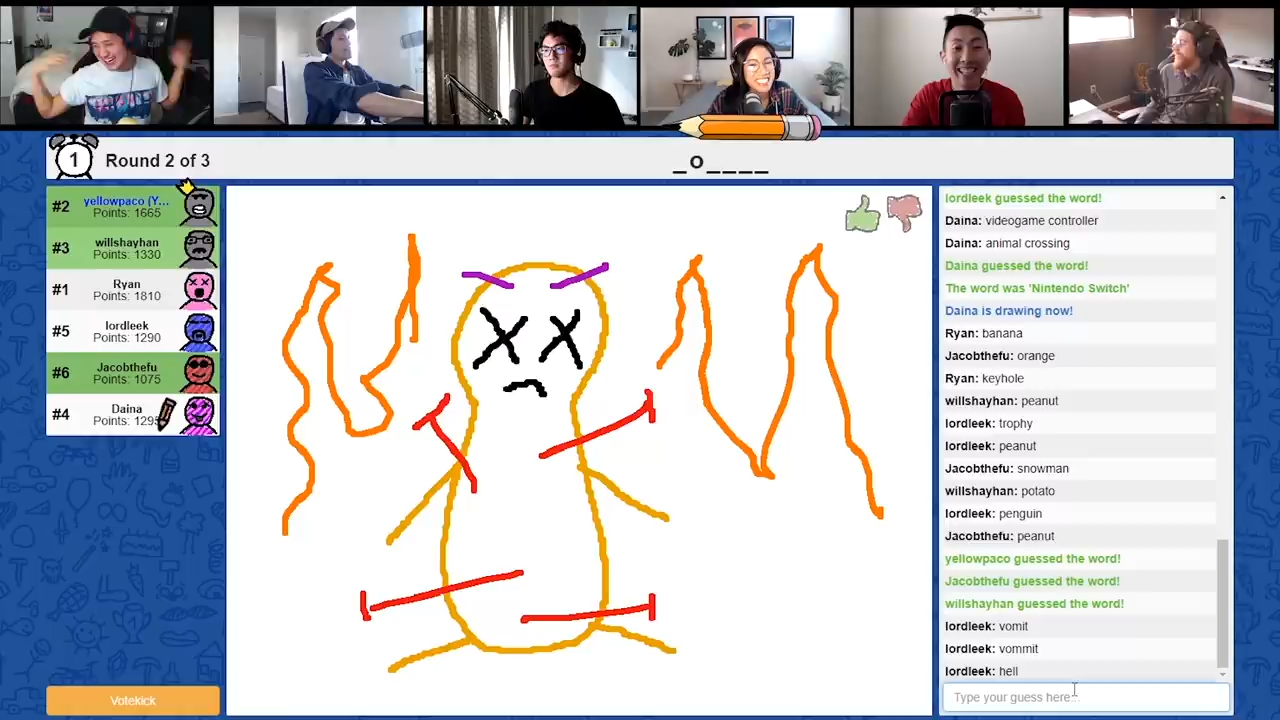 1
Round 2 of 3
_o____
#2
yellowpaco (Y...
Points: 1665
#3
willshayhan
Points: 1330
#1
Ryan
Points: 1810
#5
lordleek
Points: 1290
#6
Jacobthefu
Points: 1075
#4
Daina
Points: 1295
Votekick
lordleek guessed the word!
Daina: videogame controller
Daina: animal crossing
Daina guessed the word!
The word was 'Nintendo Switch'
Daina is drawing now!
Ryan: banana
Jacobthefu: orange
Ryan: keyhole
willshayhan: peanut
lordleek: trophy
lordleek: peanut
Jacobthefu: snowman
willshayhan: potato
lordleek: penguin
Jacobthefu: peanut
yellowpaco guessed the word!
Jacobthefu guessed the word!
willshayhan guessed the word!
lordleek: vomit
lordleek: vommit
lordleek: hell
Type your guess here...